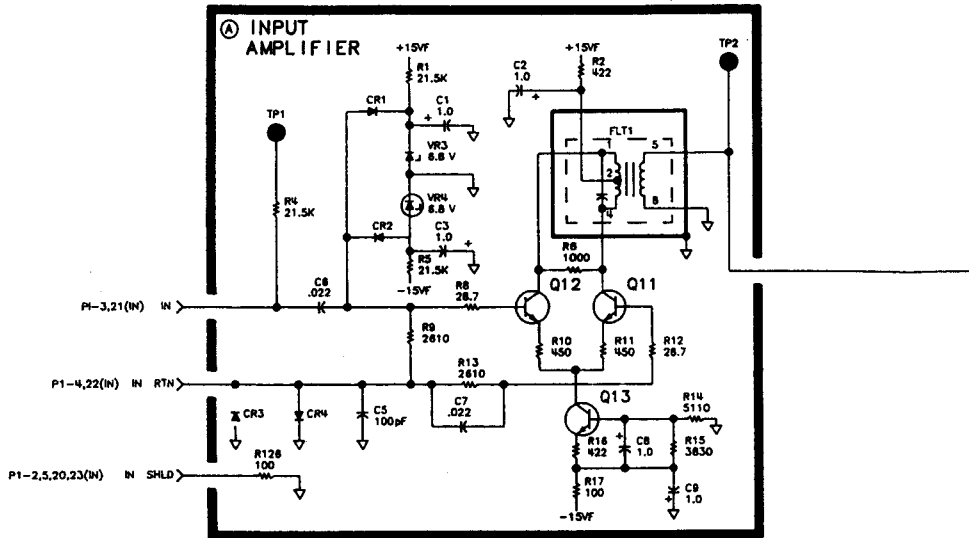 A INPUT
AMPLIFIER
+15VF
R1
21.5K
C1
1.0
+
CR1
TP1
R4
21.5K
VR3
6.8 V
VR4
6.8 V
CR2
C3
1.0
+
R5
21.5K
-15VF
+15VF
R2
422
C2
1.0
+
TP2
FLT1
5
2
4
6
R6
1000
Q12
Q11
P1-3,21(IN) IN
C6
.022
R8
28.7
R9
2610
R10
450
R11
450
R12
28.7
P1-4,22(IN) IN RTN
R13
2610
C7
.022
CR3
CR4
C5
100pF
Q13
R14
5110
R16
422
+
C8
1.0
R15
3830
P1-2,5,20,23(IN) IN SHLD
R126
100
R17
100
+
C9
1.0
-15VF